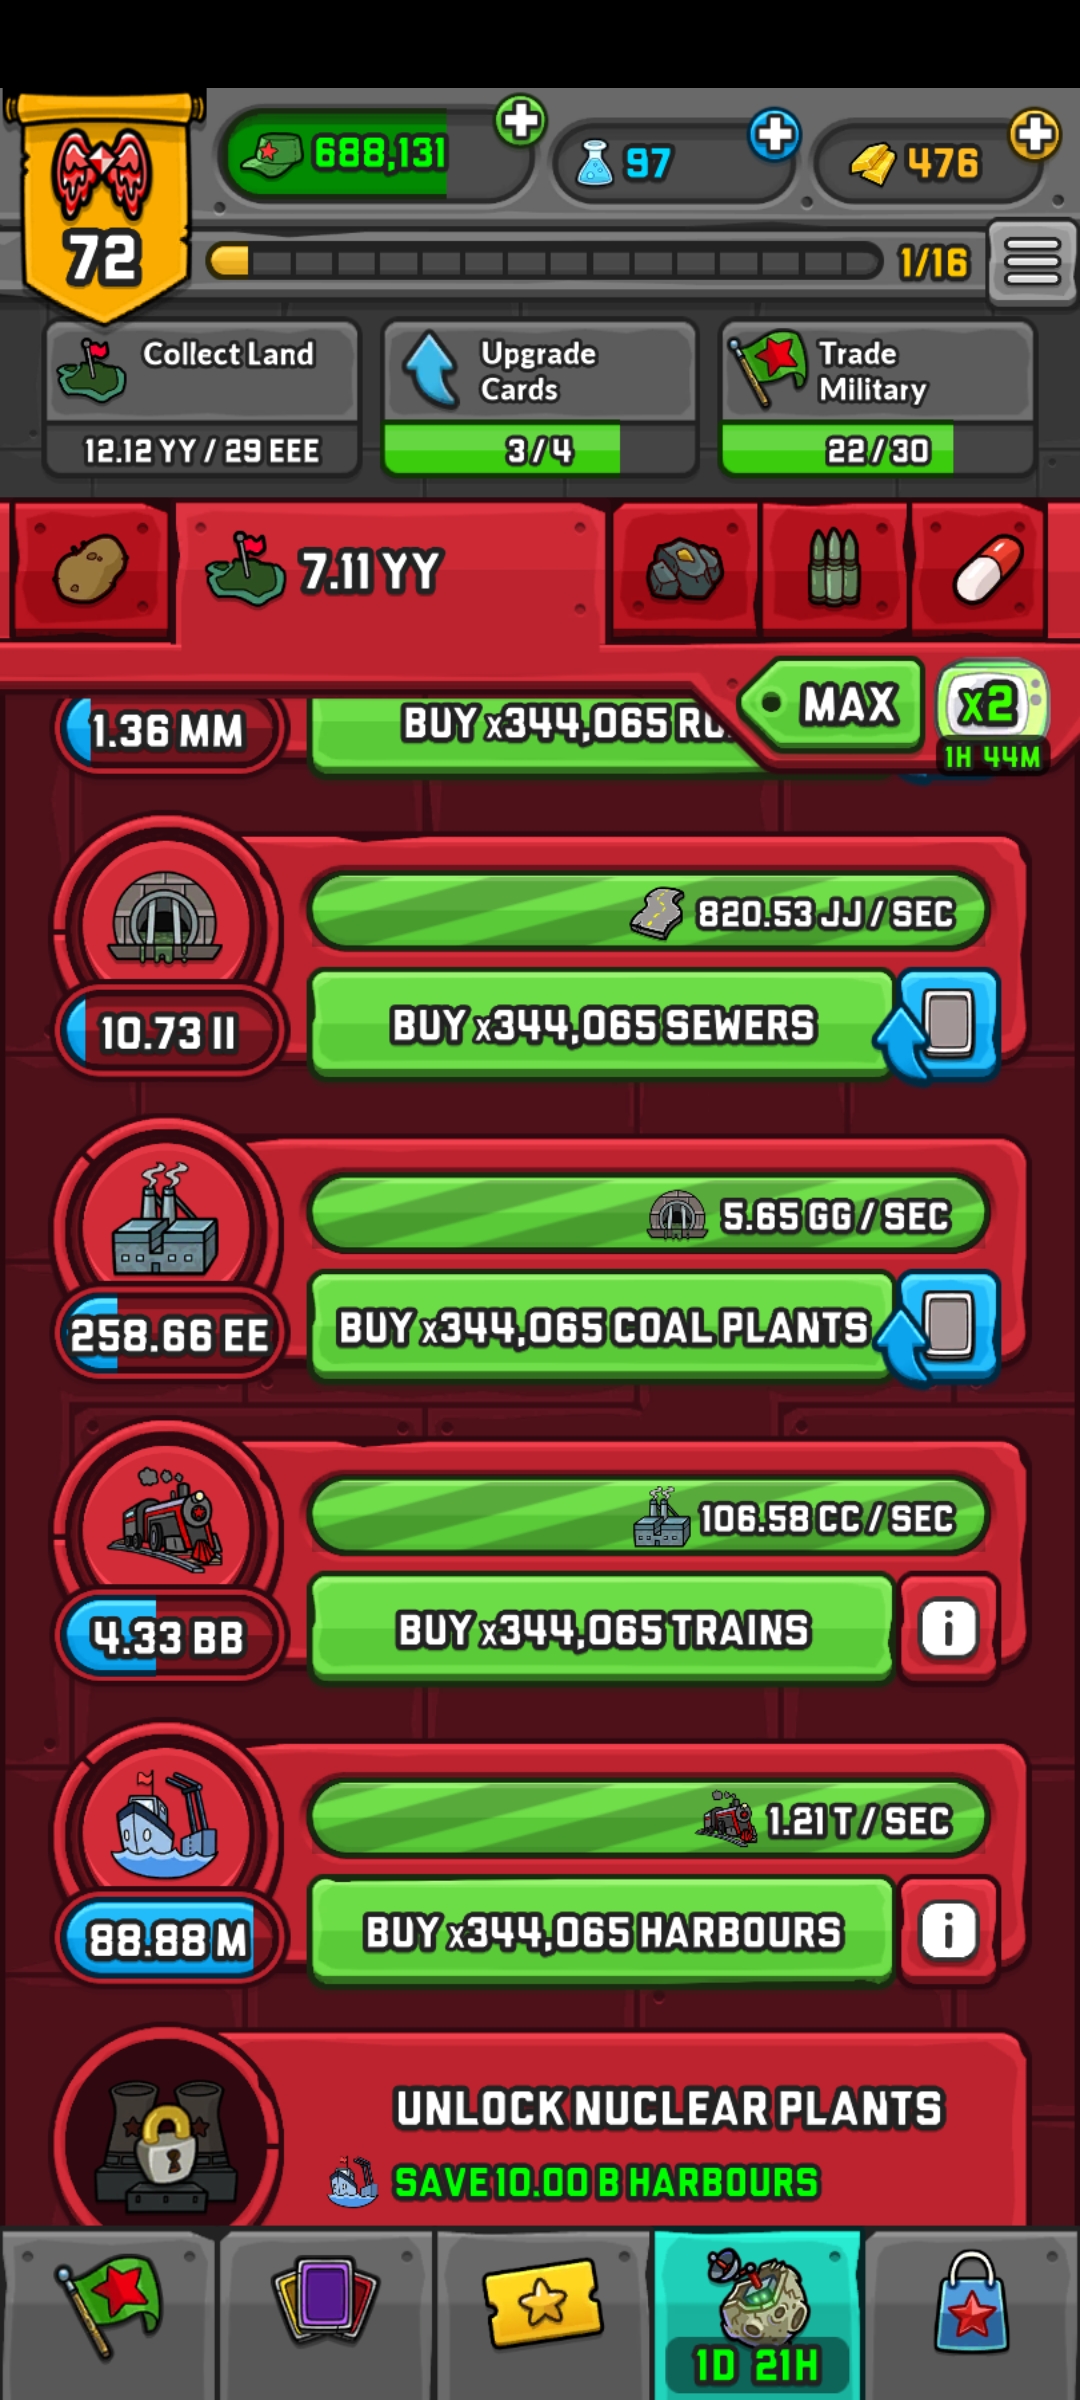 688,131
97
476
72
1/16
Collect Land
12.12 YY / 29 EEE
Upgrade
Cards
3/4
Trade
Military
22/30
7.11 YY
MAX
x2
1H 44M
1.36 MM
BUY x344,065
820.53 JJ / SEC
10.73 II
BUY x344,065 SEWERS
5.65 GG / SEC
258.66 EE
BUY x344,065 COAL PLANTS
106.58 CC / SEC
4.33 BB
BUY x344,065 TRAINS
i
1.21 T / SEC
88.88 M
BUY x344,065 HARBOURS
i
UNLOCK NUCLEAR PLANTS
SAVE 10.00 B HARBOURS
1D 21H